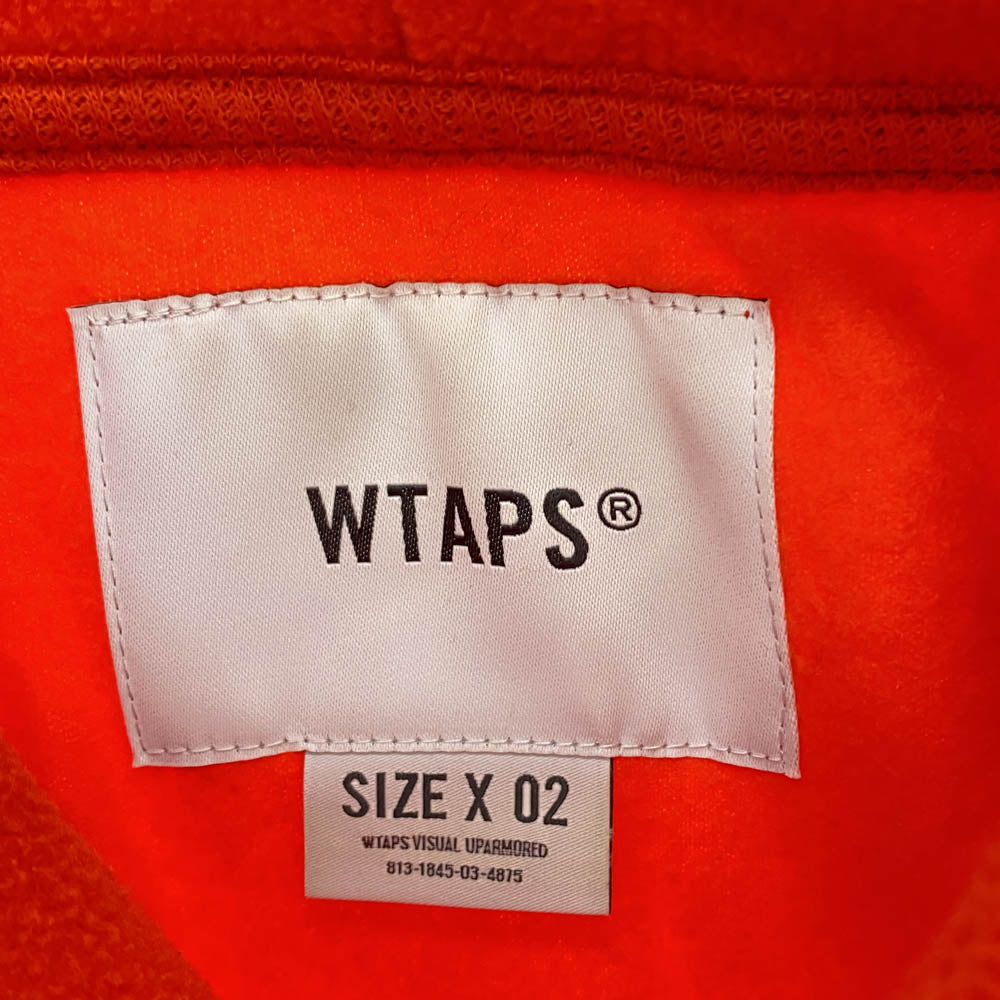 WTAPS®
SIZE X 02
WTAPS VISUAL UPARMORED
813-1845-03-4875